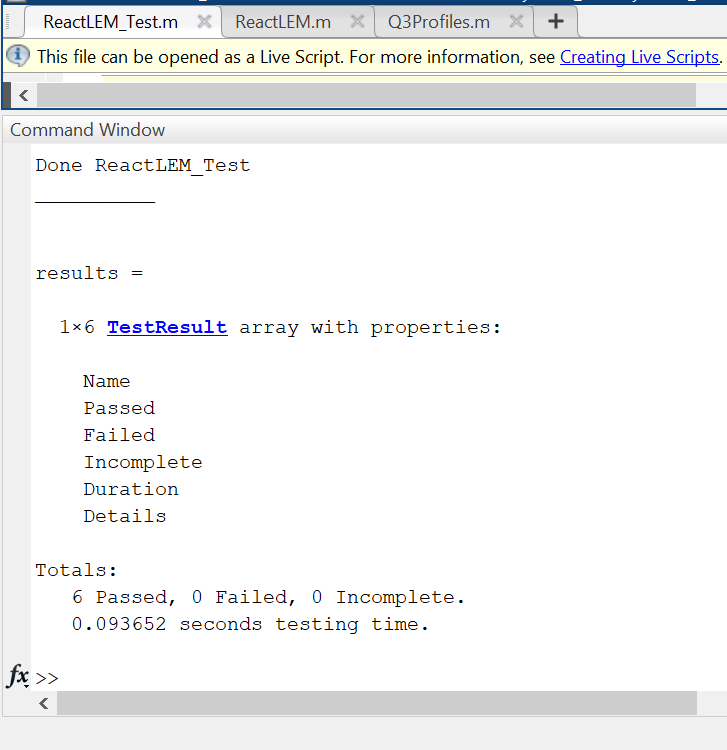 ReactLEM_Test.m ReactLEM.m Q3Profiles.m +
This file can be opened as a Live Script. For more information, see Creating Live Scripts.
Command Window
Done ReactLEM_Test
__________
results =
1×6 TestResult array with properties:
Name
Passed
Failed
Incomplete
Duration
Details
Totals:
6 Passed, 0 Failed, 0 Incomplete.
0.093652 seconds testing time.
fx >>